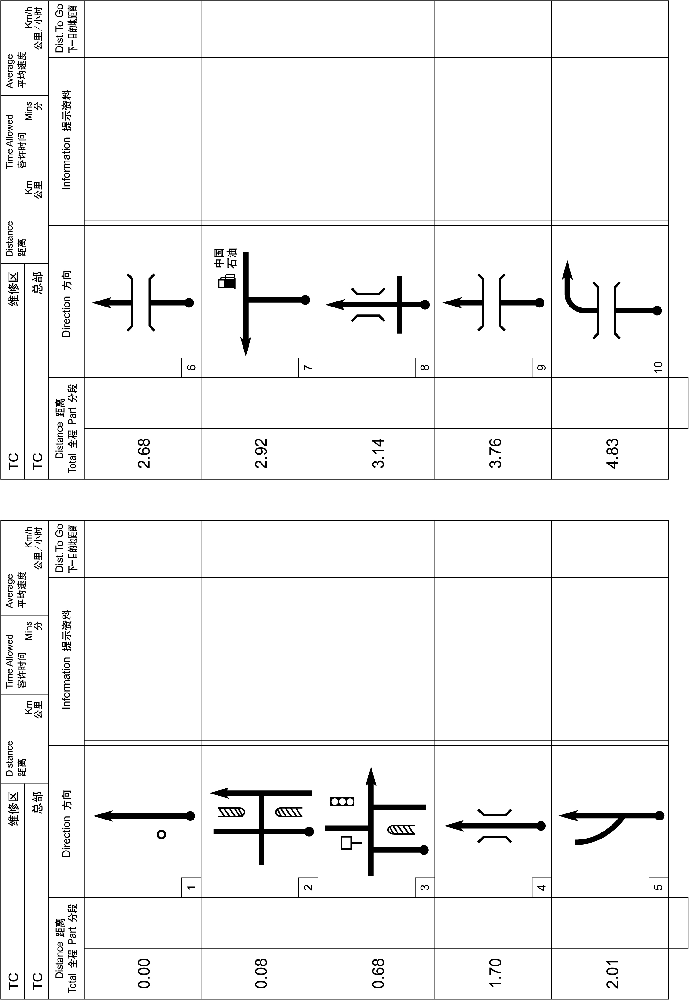 TC 维修区
TC 总部
Distance
距离
Km
公里
Time Allowed
容许时间
Mins
分
Average
平均速度
Km/h
公里/小时
Distance 距离
Total 全程 Part 分段
Direction 方向
Information 提示资料
Dist.To Go
下一目的地距离
0.00
1
0.08
2
0.68
3
1.70
4
2.01
5
TC 维修区
TC 总部
Distance
距离
Km
公里
Time Allowed
容许时间
Mins
分
Average
平均速度
Km/h
公里/小时
Distance 距离
Total 全程 Part 分段
Direction 方向
Information 提示资料
Dist.To Go
下一目的地距离
2.68
6
2.92
7
中国
石油
3.14
8
3.76
9
4.83
10